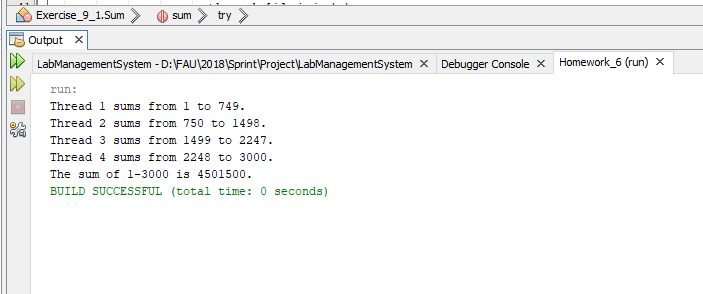 Exercise_9_1.Sum sum try
Output
LabManagementSystem - D:\FAU\2018\Sprint\Project\LabManagementSystem Debugger Console Homework_6 (run)
run:
Thread 1 sums from 1 to 749.
Thread 2 sums from 750 to 1498.
Thread 3 sums from 1499 to 2247.
Thread 4 sums from 2248 to 3000.
The sum of 1-3000 is 4501500.
BUILD SUCCESSFUL (total time: 0 seconds)